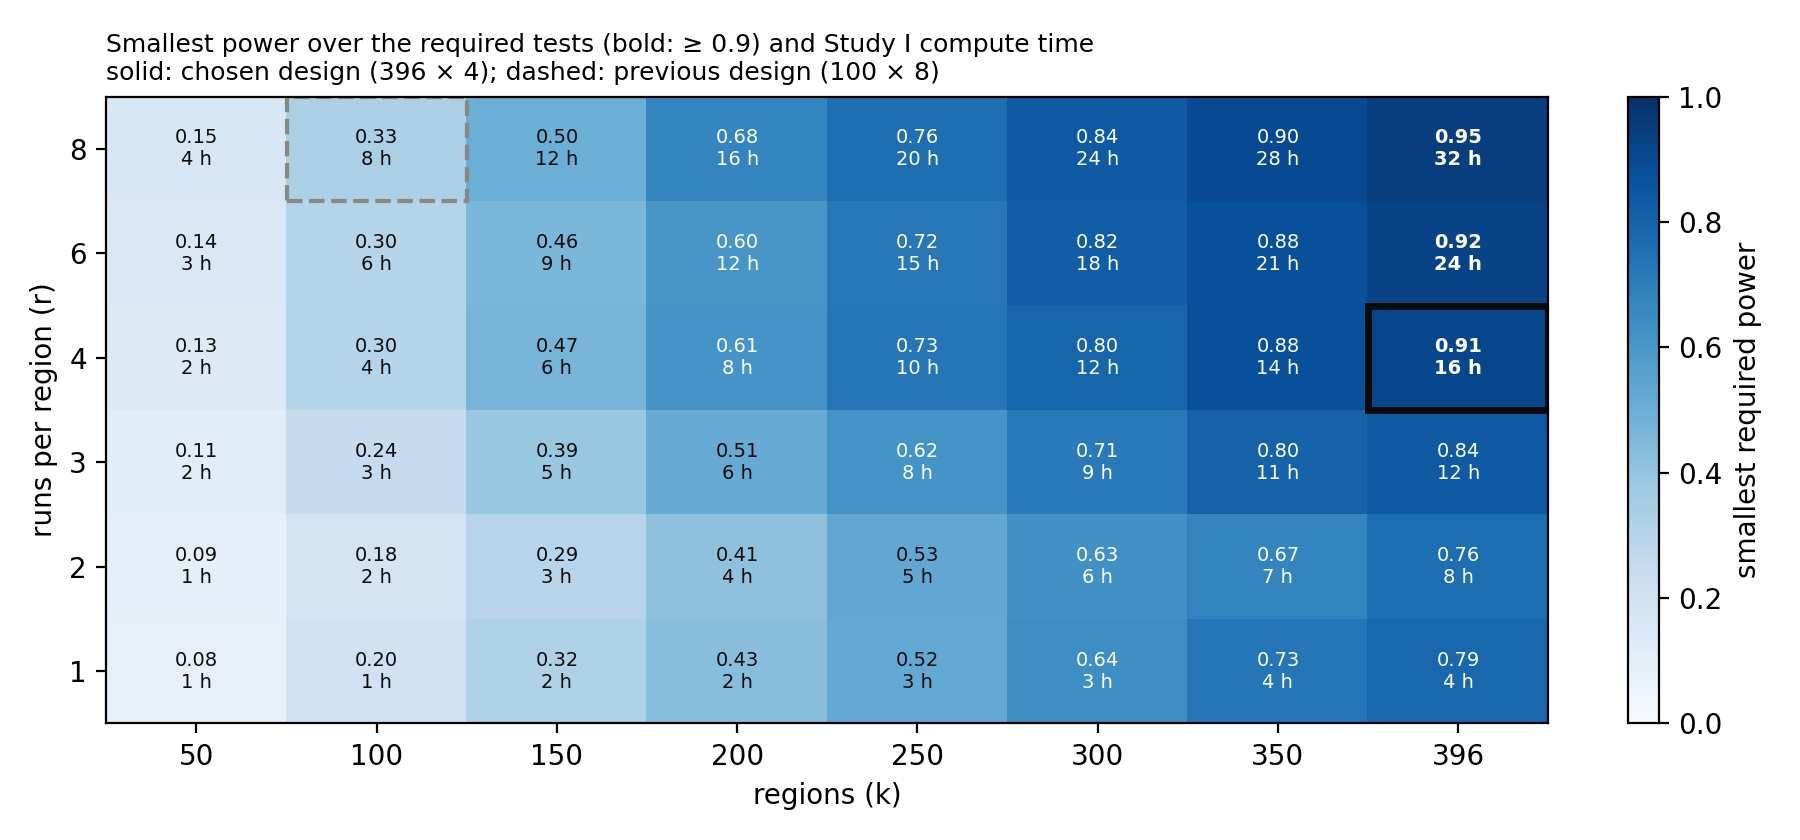 Smallest power over the required tests (bold: ≥ 0.9) and Study I compute time
solid: chosen design (396 × 4); dashed: previous design (100 × 8)
runs per region (r)
8
0.15 0.33 0.50 0.68 0.76 0.84 0.90 0.95
4 h 8 h 12 h 16 h 20 h 24 h 28 h 32 h
6
0.14 0.30 0.46 0.60 0.72 0.82 0.88 0.92
3 h 6 h 9 h 12 h 15 h 18 h 21 h 24 h
4
0.13 0.30 0.47 0.61 0.73 0.80 0.88 0.91
2 h 4 h 6 h 8 h 10 h 12 h 14 h 16 h
3
0.11 0.24 0.39 0.51 0.62 0.71 0.80 0.84
2 h 3 h 5 h 6 h 8 h 9 h 11 h 12 h
2
0.09 0.18 0.29 0.41 0.53 0.63 0.67 0.76
1 h 2 h 3 h 4 h 5 h 6 h 7 h 8 h
1
0.08 0.20 0.32 0.43 0.52 0.64 0.73 0.79
1 h 1 h 2 h 2 h 3 h 3 h 4 h 4 h
50 100 150 200 250 300 350 396
regions (k)
1.0
0.8
0.6
0.4
0.2
0.0
smallest required power